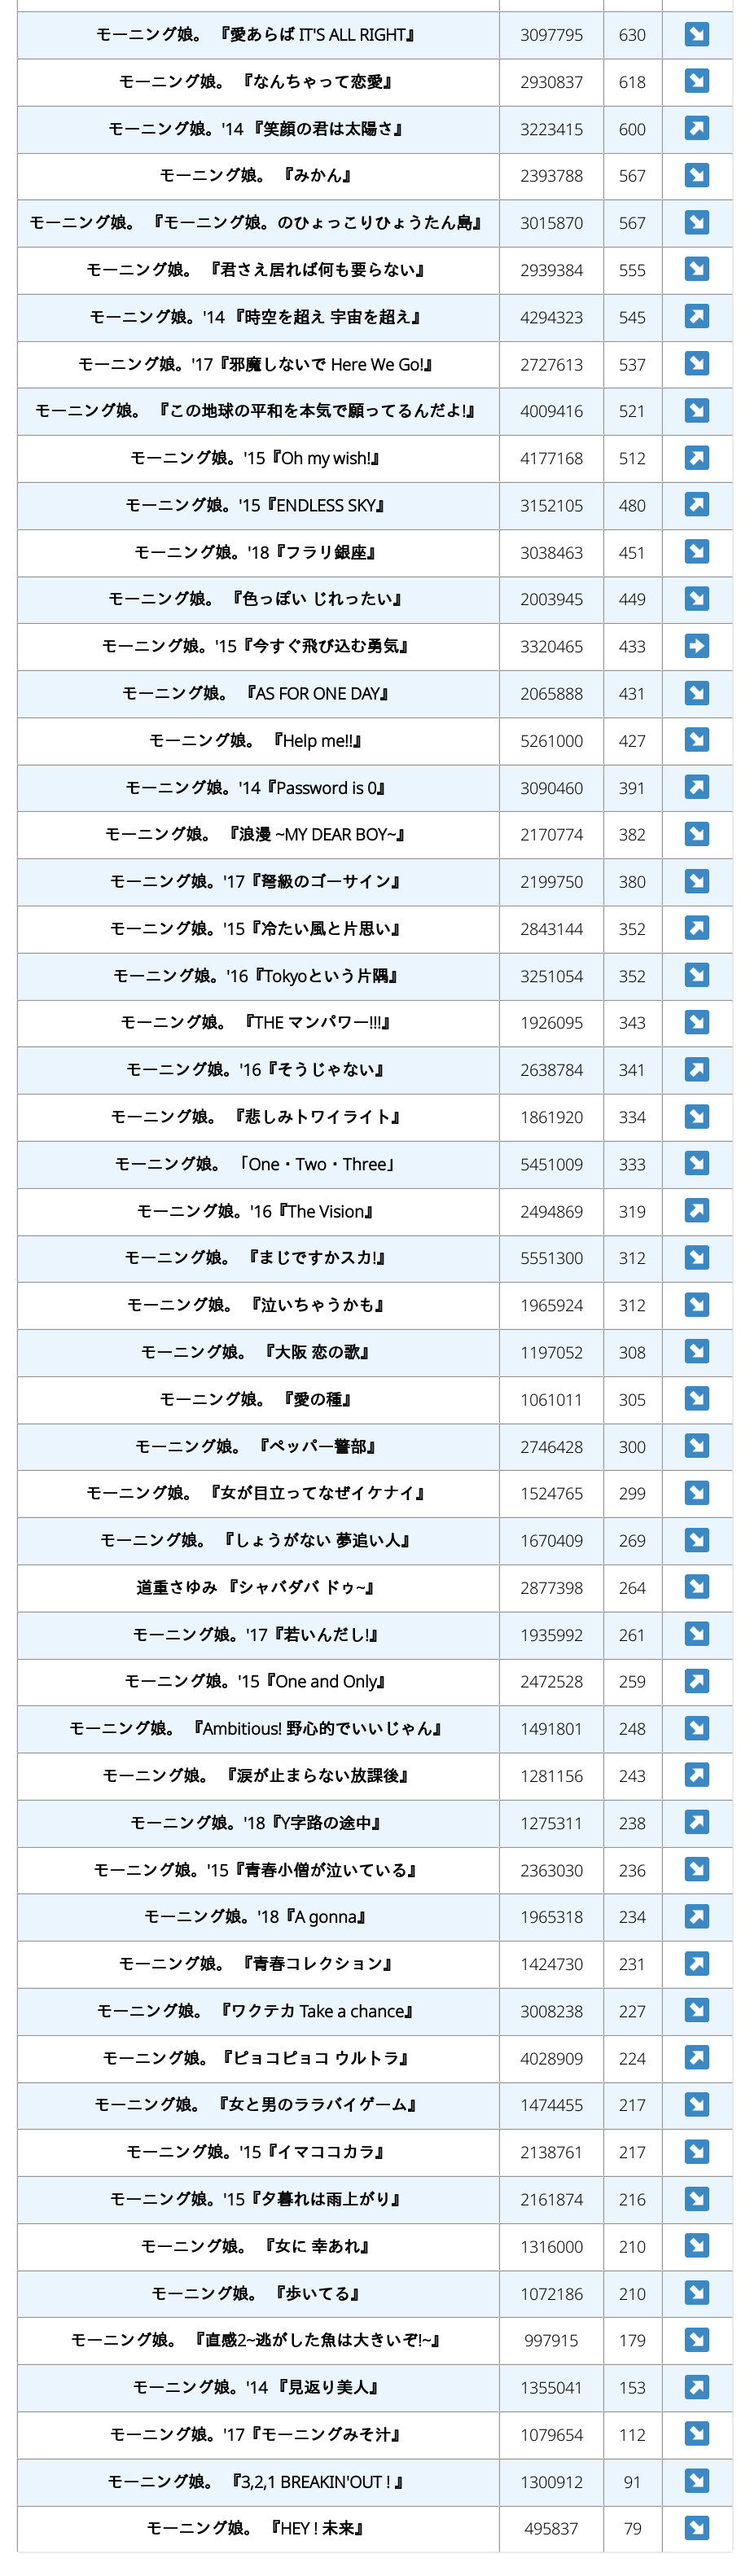 モーニング娘。 『愛あらば IT'S ALL RIGHT』 3097795 630 ↘
モーニング娘。 『なんちゃって恋愛』 2930837 618 ↘
モーニング娘。'14 『笑顔の君は太陽さ』 3223415 600 ↗
モーニング娘。 『みかん』 2393788 567 ↘
モーニング娘。 『モーニング娘。のひょっこりひょうたん島』 3015870 567 ↘
モーニング娘。 『君さえ居れば何も要らない』 2939384 555 ↘
モーニング娘。'14 『時空を超え 宇宙を超え』 4294323 545 ↗
モーニング娘。'17『邪魔しないで Here We Go!』 2727613 537 ↘
モーニング娘。 『この地球の平和を本気で願ってるんだよ!』 4009416 521 ↘
モーニング娘。'15『Oh my wish!』 4177168 512 ↗
モーニング娘。'15『ENDLESS SKY』 3152105 480 ↗
モーニング娘。'18『フラリ銀座』 3038463 451 ↘
モーニング娘。 『色っぽい じれったい』 2003945 449 ↘
モーニング娘。'15『今すぐ飛び込む勇気』 3320465 433 →
モーニング娘。 『AS FOR ONE DAY』 2065888 431 ↘
モーニング娘。 『Help me!!』 5261000 427 ↘
モーニング娘。'14『Password is 0』 3090460 391 ↗
モーニング娘。 『浪漫 ~MY DEAR BOY~』 2170774 382 ↘
モーニング娘。'17『弩級のゴーサイン』 2199750 380 ↘
モーニング娘。'15『冷たい風と片思い』 2843144 352 ↗
モーニング娘。'16『Tokyoという片隅』 3251054 352 ↘
モーニング娘。 『THE マンパワー!!!』 1926095 343 ↘
モーニング娘。'16『そうじゃない』 2638784 341 ↗
モーニング娘。 『悲しみトワイライト』 1861920 334 ↘
モーニング娘。 「One・Two・Three」 5451009 333 ↘
モーニング娘。'16『The Vision』 2494869 319 ↗
モーニング娘。 『まじですかスカ!』 5551300 312 ↘
モーニング娘。 『泣いちゃうかも』 1965924 312 ↘
モーニング娘。 『大阪 恋の歌』 1197052 308 ↘
モーニング娘。 『愛の種』 1061011 305 ↘
モーニング娘。 『ペッパー警部』 2746428 300 ↘
モーニング娘。 『女が目立ってなぜイケナイ』 1524765 299 ↘
モーニング娘。 『しょうがない 夢追い人』 1670409 269 ↘
道重さゆみ 『シャバダバ ドゥ~』 2877398 264 ↘
モーニング娘。'17『若いんだし!』 1935992 261 ↘
モーニング娘。'15『One and Only』 2472528 259 ↗
モーニング娘。 『Ambitious! 野心的でいいじゃん』 1491801 248 ↘
モーニング娘。 『涙が止まらない放課後』 1281156 243 ↗
モーニング娘。'18『Y字路の途中』 1275311 238 ↗
モーニング娘。'15『青春小僧が泣いている』 2363030 236 ↘
モーニング娘。'18『A gonna』 1965318 234 ↗
モーニング娘。 『青春コレクション』 1424730 231 ↗
モーニング娘。 『ワクテカ Take a chance』 3008238 227 ↘
モーニング娘。『ピョコピョコ ウルトラ』 4028909 224 ↗
モーニング娘。 『女と男のララバイゲーム』 1474455 217 ↘
モーニング娘。'15『イマココカラ』 2138761 217 ↘
モーニング娘。'15『夕暮れは雨上がり』 2161874 216 ↘
モーニング娘。 『女に 幸あれ』 1316000 210 ↘
モーニング娘。 『歩いてる』 1072186 210 ↘
モーニング娘。 『直感2~逃がした魚は大きいぞ!~』 997915 179 ↘
モーニング娘。'14 『見返り美人』 1355041 153 ↗
モーニング娘。'17『モーニングみそ汁』 1079654 112 ↘
モーニング娘。 『3,2,1 BREAKIN'OUT ! 』 1300912 91 ↘
モーニング娘。 『HEY ! 未来』 495837 79 ↘